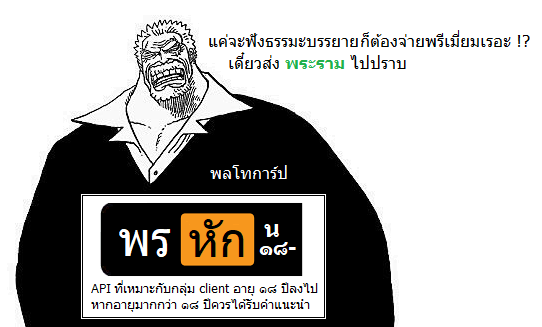 แค่จะฟังธรรมะบรรยายก็ต้องจ่ายพรีเมี่ยมเรอะ !?
เดี๋ยวส่ง พระราม ไปปราบ
พลโทการ์ป
พร หัก น ๑๘-
API ที่เหมาะกับกลุ่ม client อายุ ๑๘ ปีลงไป
หากอายุมากกว่า ๑๘ ปีควรได้รับคำแนะนำ